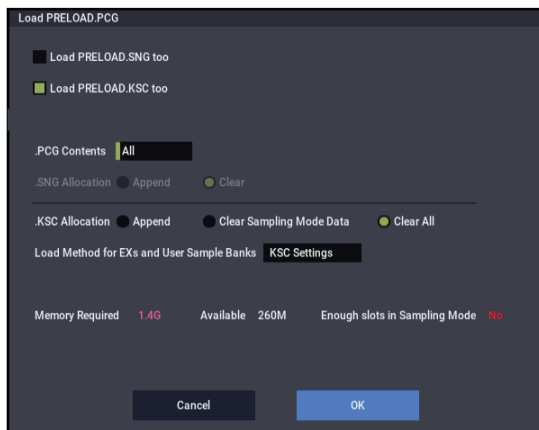 Load PRELOAD.PCG
Load PRELOAD.SNG too
Load PRELOAD.KSC too
.PCG Contents All
.SNG Allocation Append Clear
.KSC Allocation Append Clear Sampling Mode Data Clear All
Load Method for EXs and User Sample Banks KSC Settings
Memory Required 1.4G Available 260M Enough slots in Sampling Mode No
Cancel OK